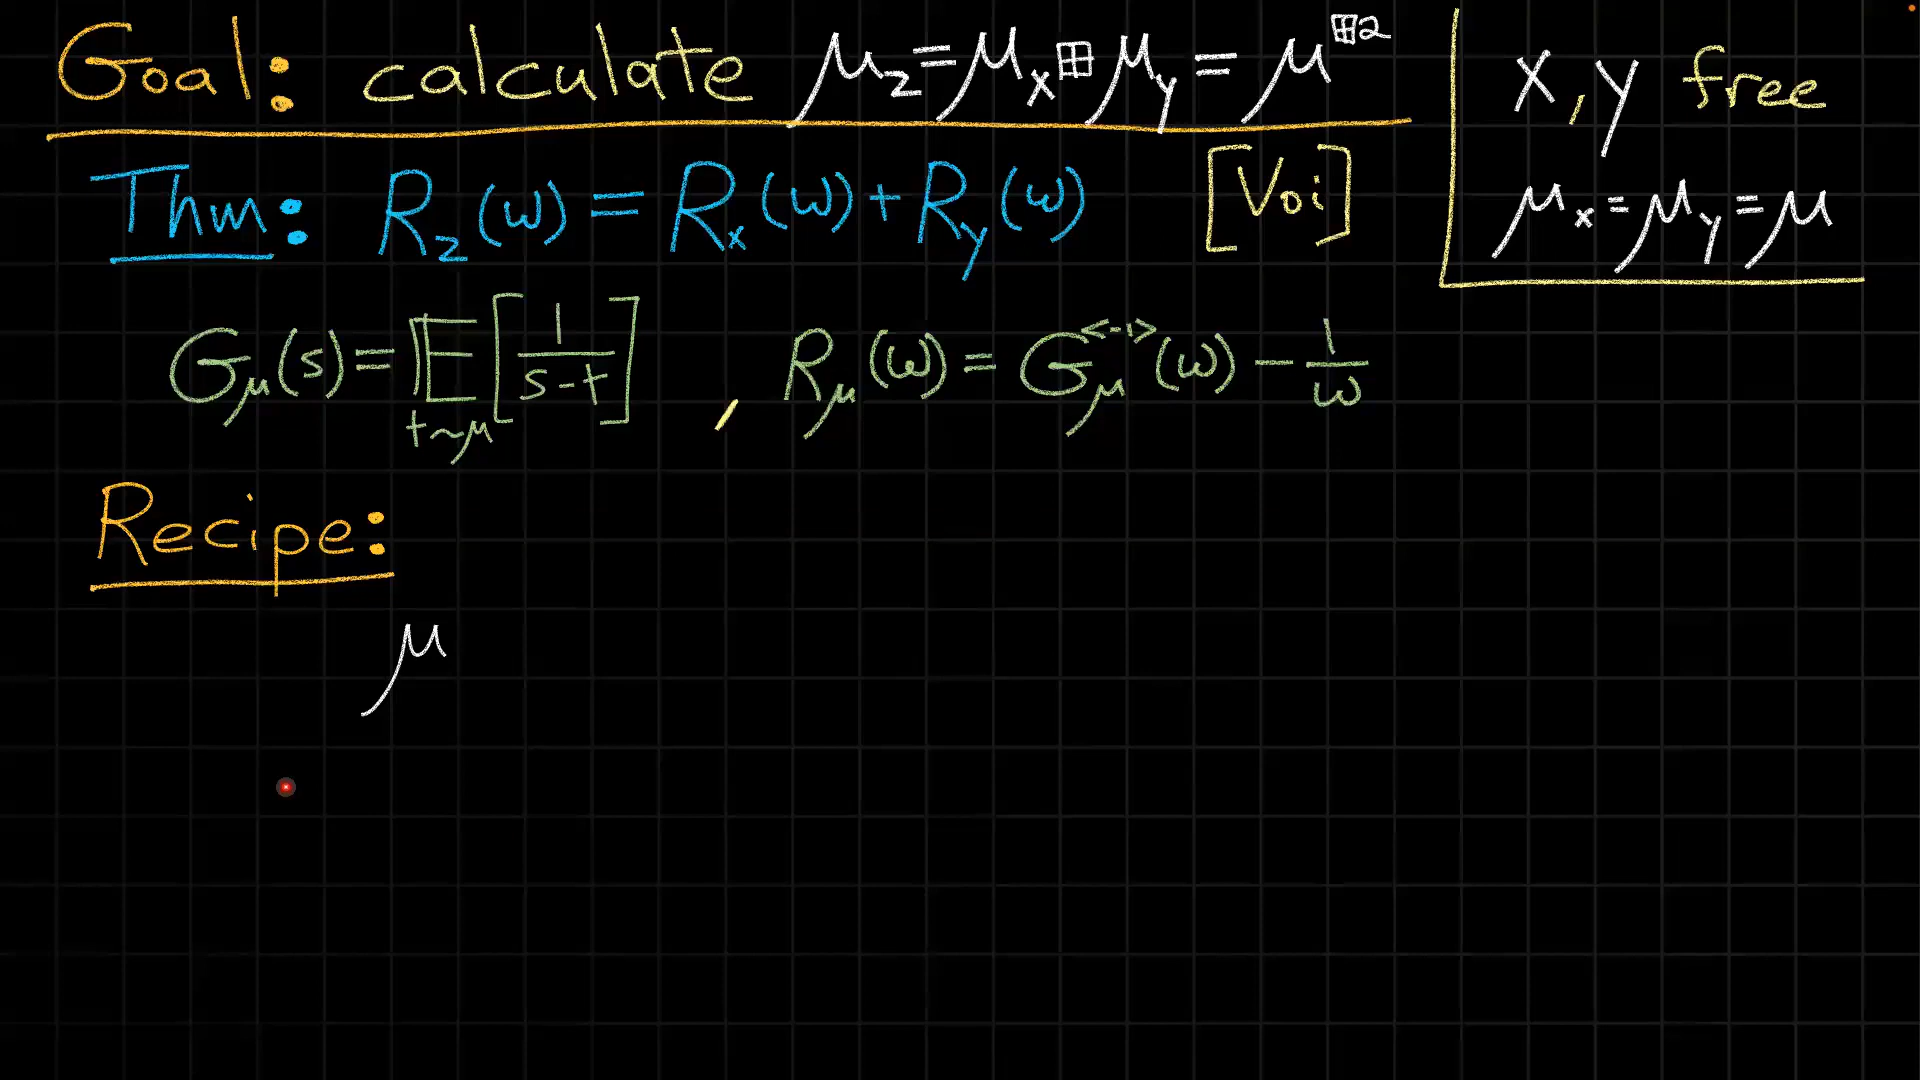 Goal: calculate μ_z = μ_x ⊞ μ_y = μ^{⊞2}
x, y free
μ_x = μ_y = μ
Thm: R_z(ω) = R_x(ω) + R_y(ω) [Voi]
G_μ(s) = 𝔼_{t~μ}[1/(s-t)] , R_μ(ω) = G_μ^{<-1>}(ω) - 1/ω
Recipe:
μ